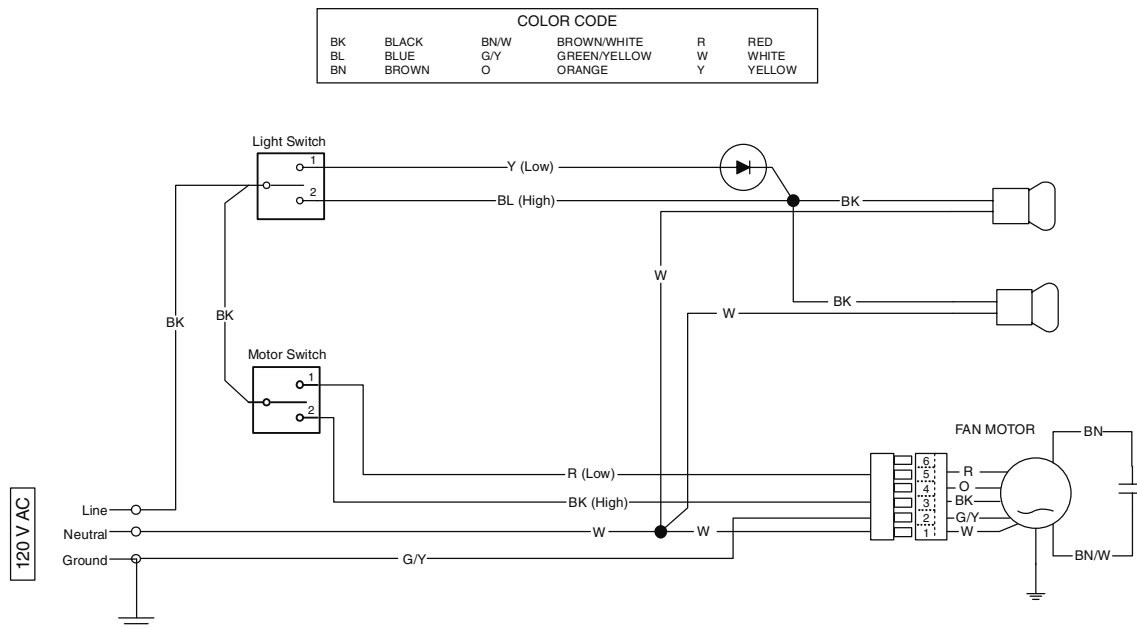 COLOR CODE
BK BLACK BN/W BROWN/WHITE R RED
BL BLUE G/Y GREEN/YELLOW W WHITE
BN BROWN O ORANGE Y YELLOW
Light Switch
1
Y (Low)
2
BL (High)
BK
W
BK
W
BK
BK
Motor Switch
1
2
FAN MOTOR
BN
R (Low)
6
5
R
4
O
BK (High)
3
BK
120 V AC
Line
2
G/Y
Neutral
W
W
1
W
Ground
G/Y
BN/W